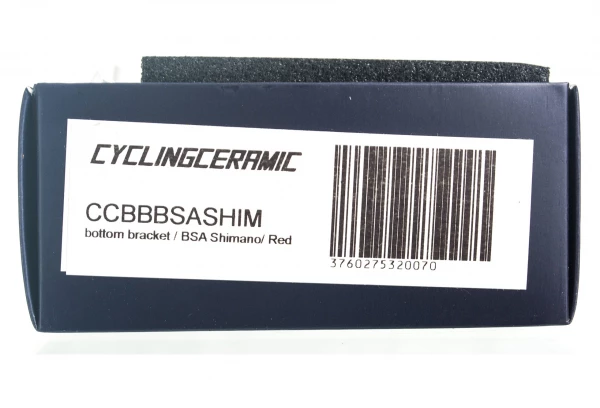 CYCLINGCERAMIC
CCBBBSASHIM
bottom bracket / BSA Shimano/ Red
3760275320070